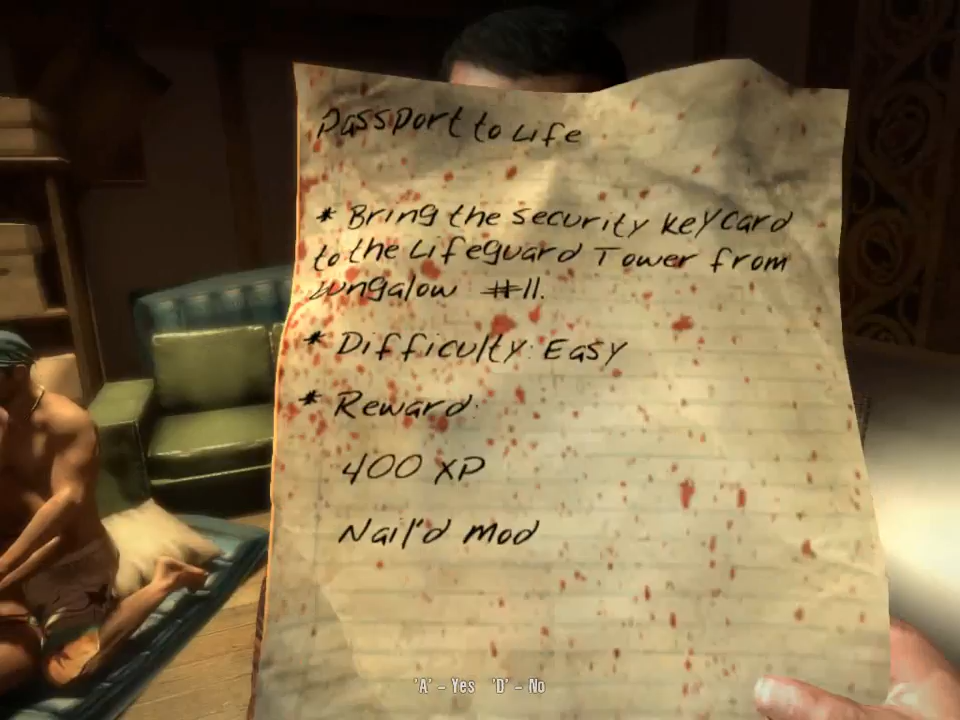 Passport to Life
* Bring the security keycard
to the Lifeguard Tower from
Bungalow #11.
* Difficulty: Easy
* Reward:
400 XP
Nail'd Mod
'A' - Yes 'D' - No